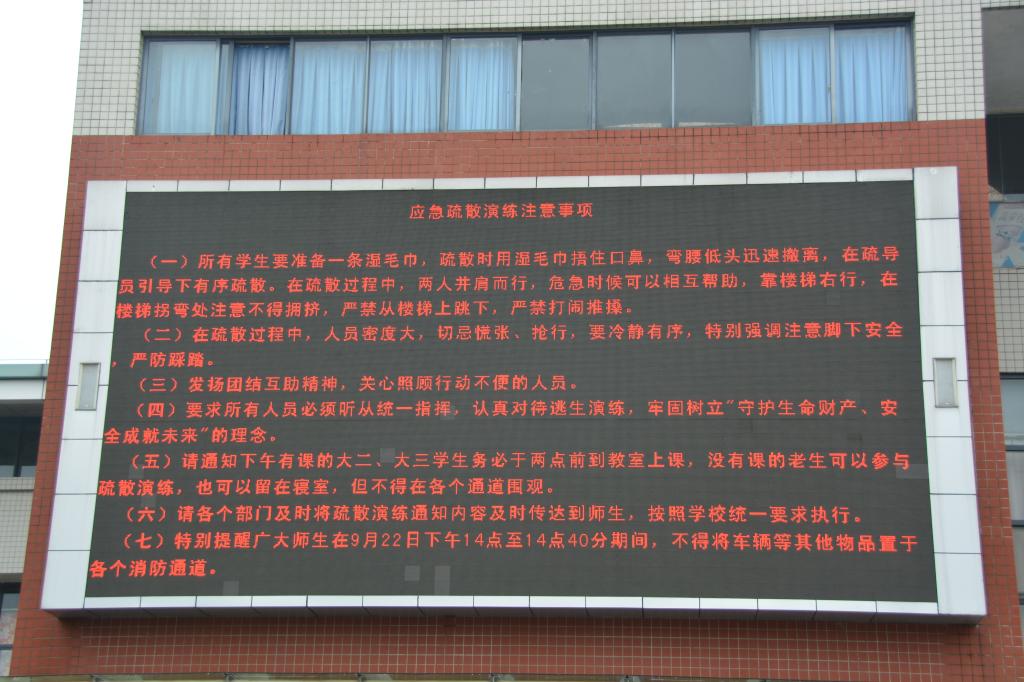 应急疏散演练注意事项
（一）所有学生要准备一条湿毛巾，疏散时用湿毛巾捂住口鼻，弯腰低头迅速撤离，在疏导
员引导下有序疏散。在疏散过程中，两人并肩而行，危急时候可以相互帮助，靠楼梯右行，在
楼梯拐弯处注意不得拥挤，严禁从楼梯上跳下，严禁打闹推搡。
（二）在疏散过程中，人员密度大，切忌慌张、抢行，要冷静有序，特别强调注意脚下安全
，严防踩踏。
（三）发扬团结互助精神，关心照顾行动不便的人员。
（四）要求所有人员必须听从统一指挥，认真对待逃生演练，牢固树立"守护生命财产、安
全成就未来"的理念。
（五）请通知下午有课的大二、大三学生务必于两点前到教室上课，没有课的老生可以参与
疏散演练，也可以留在寝室，但不得在各个通道围观。
（六）请各个部门及时将疏散演练通知内容及时传达到师生，按照学校统一要求执行。
（七）特别提醒广大师生在9月22日下午14点至14点40分期间，不得将车辆等其他物品置于
各个消防通道。